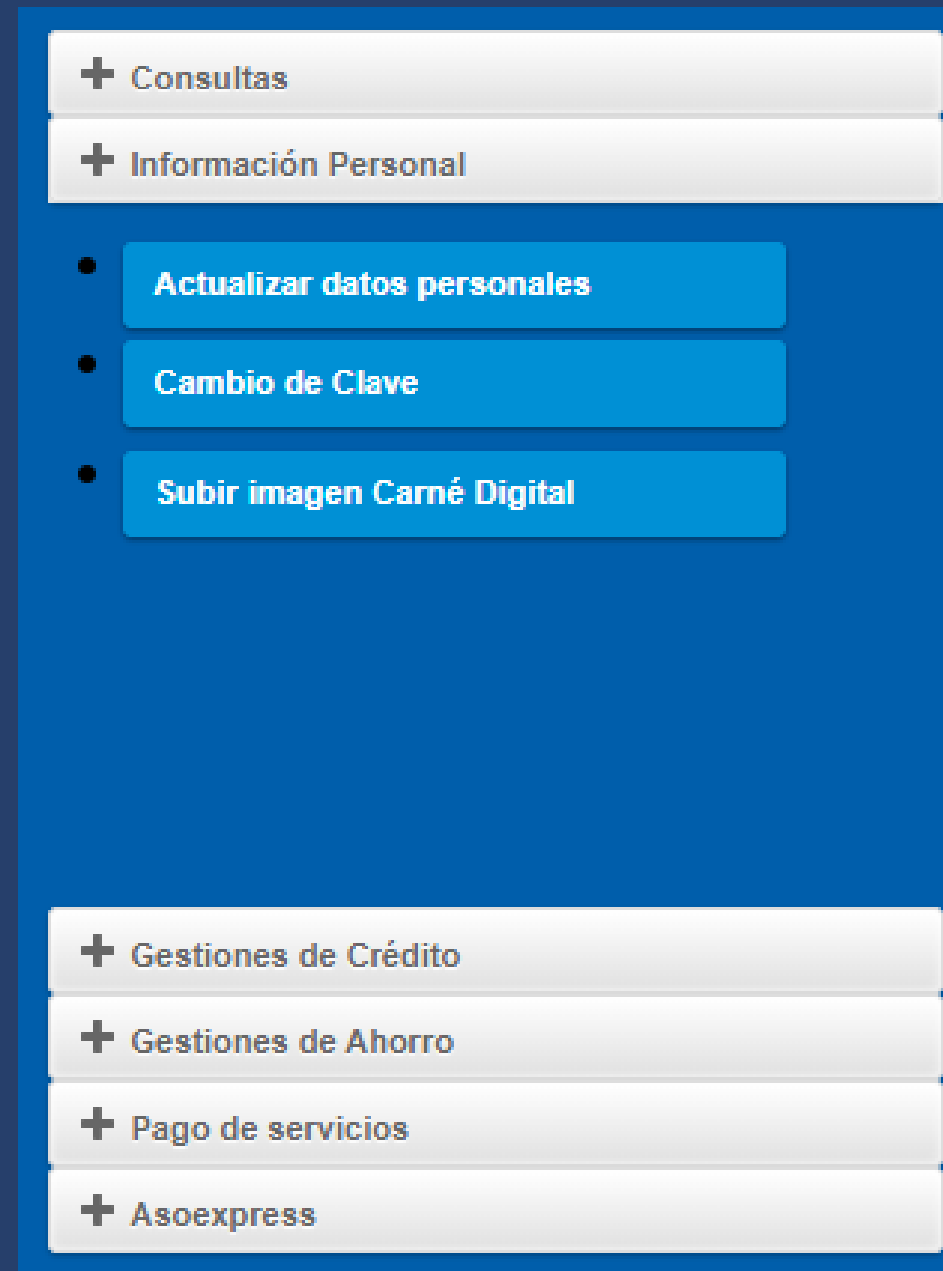 Consultas
Información Personal
Actualizar datos personales
Cambio de Clave
Subir imagen Carné Digital
Gestiones de Crédito
Gestiones de Ahorro
Pago de servicios
Asoexpress